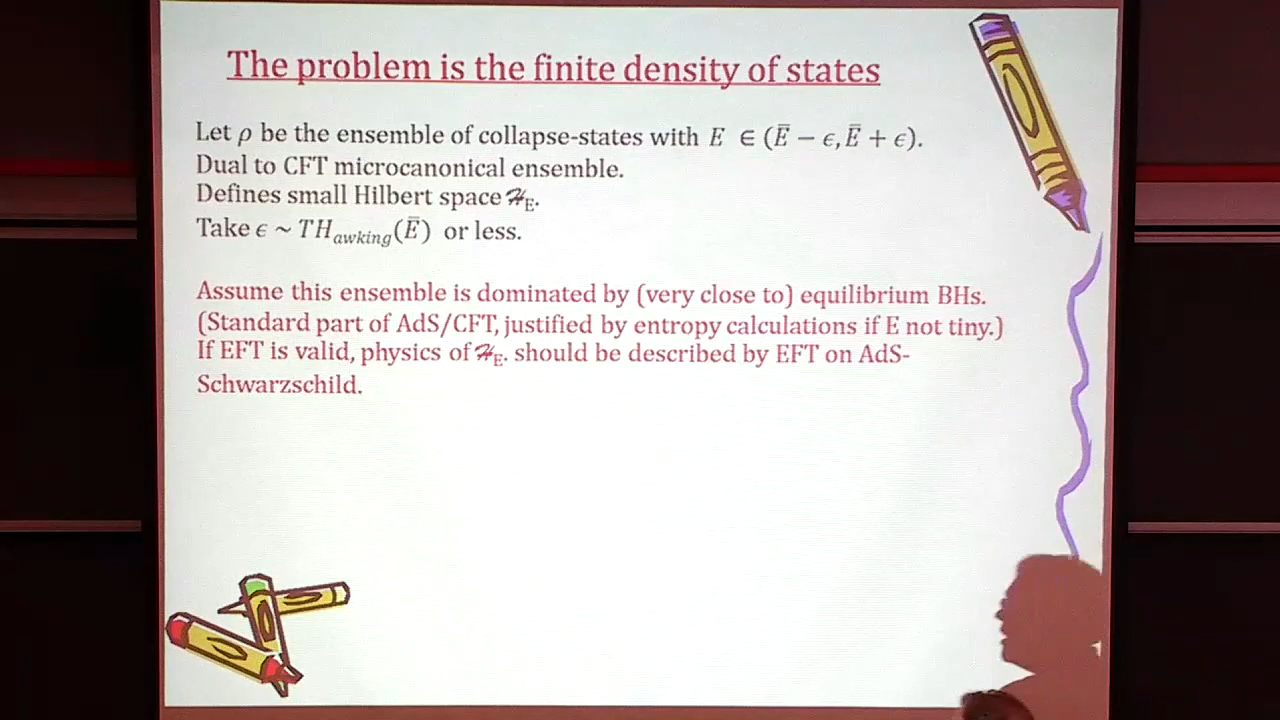 The problem is the finite density of states
Let ρ be the ensemble of collapse-states with E ∈ (Ē − ϵ, Ē + ϵ).
Dual to CFT microcanonical ensemble.
Defines small Hilbert space ℋ_E.
Take ϵ ~ TH_awking(Ē) or less.
Assume this ensemble is dominated by (very close to) equilibrium BHs.
(Standard part of AdS/CFT, justified by entropy calculations if E not tiny.)
If EFT is valid, physics of ℋ_E. should be described by EFT on AdS-
Schwarzschild.